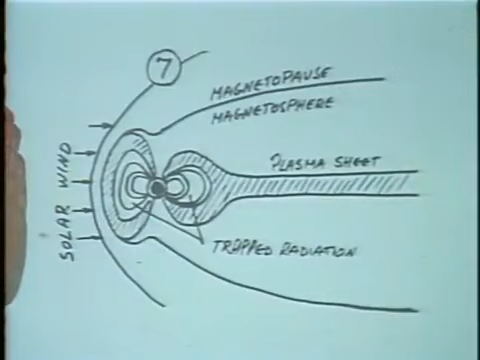 7
MAGNETOPAUSE
MAGNETOSPHERE
SOLAR WIND
PLASMA SHEET
TRAPPED RADIATION